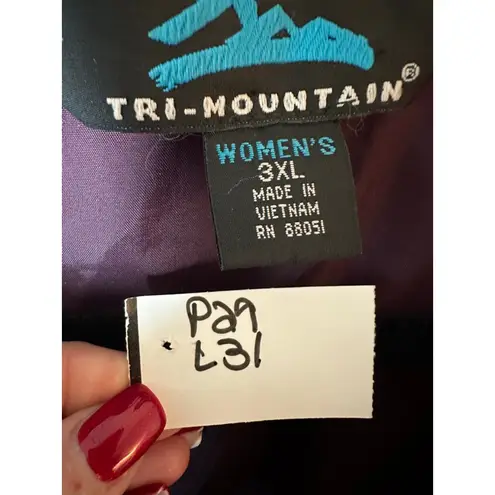 TRI-MOUNTAIN®
WOMEN'S
3XL
MADE IN
VIETNAM
RN 88051
P29
L31